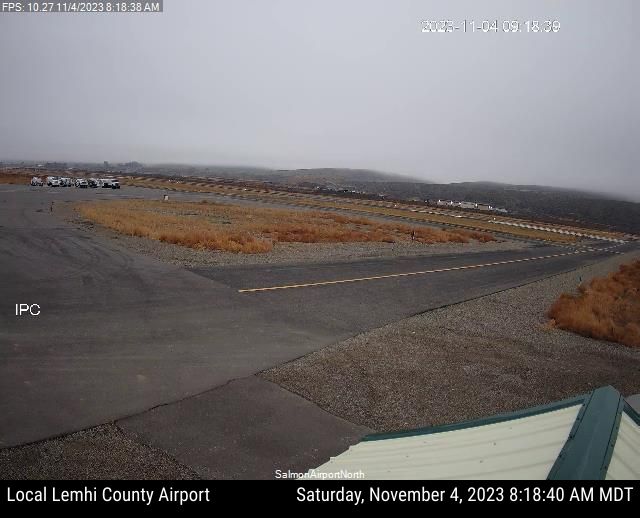 FPS: 10.27 11/4/2023 8:18:38 AM
2023-11-04 09:18:39
IPC
SalmonAirportNorth
Local Lemhi County Airport Saturday, November 4, 2023 8:18:40 AM MDT